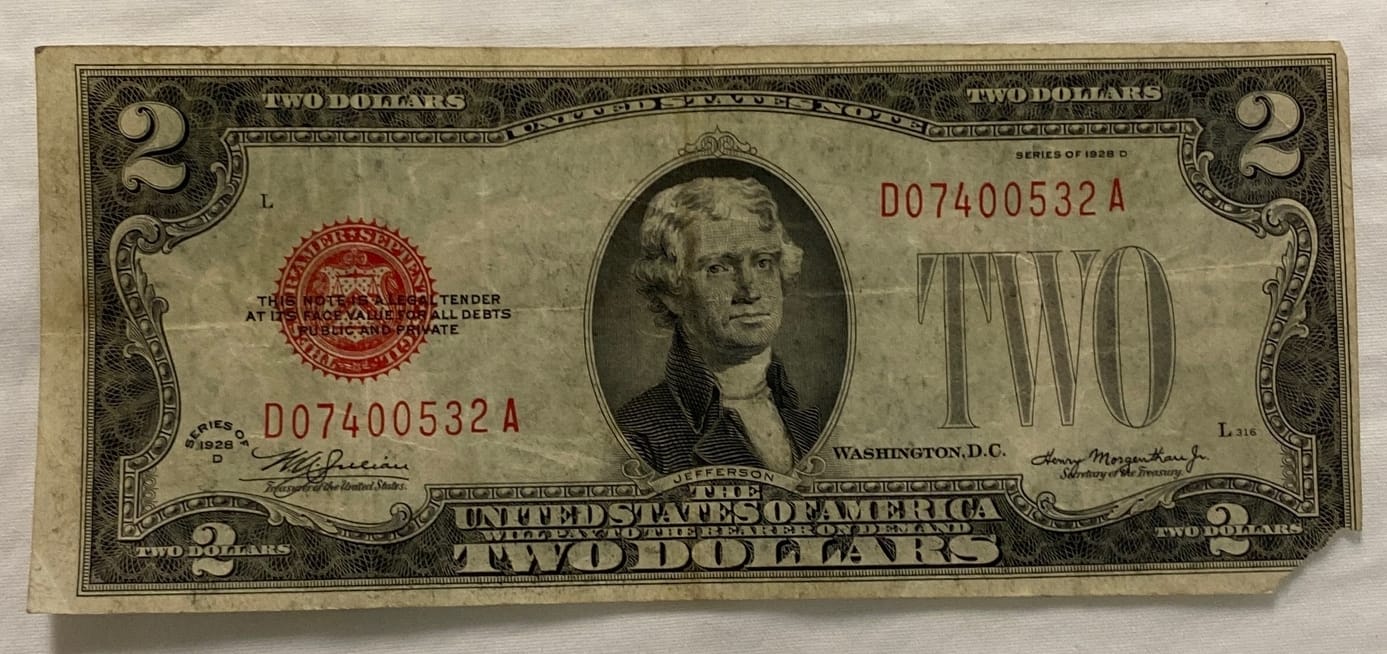 2
TWO DOLLARS
UNITED STATES NOTE
TWO DOLLARS
2
SERIES OF 1928 D
L
D07400532 A
THIS NOTE IS A LEGAL TENDER
AT ITS FACE VALUE FOR ALL DEBTS
PUBLIC AND PRIVATE
TWO
D07400532 A
SERIES OF
1928
D
W A Julian
Treasurer of the United States.
WASHINGTON, D.C.
L 316
Henry Morgenthau Jr.
Secretary of the Treasury.
JEFFERSON
THE
UNITED STATES OF AMERICA
WILL PAY TO THE BEARER ON DEMAND
TWO DOLLARS
TWO DOLLARS
2
TWO DOLLARS
2